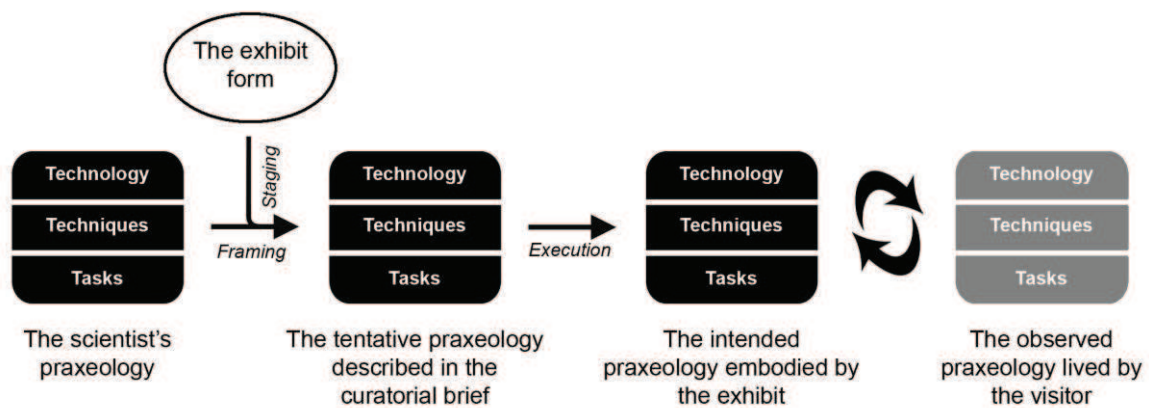 The exhibit
form
Staging
Framing
Execution
Technology
Techniques
Tasks
The scientist's
praxeology
Technology
Techniques
Tasks
The tentative praxeology
described in the
curatorial brief
Technology
Techniques
Tasks
The intended
praxeology embodied by
the exhibit
Technology
Techniques
Tasks
The observed
praxeology lived by
the visitor